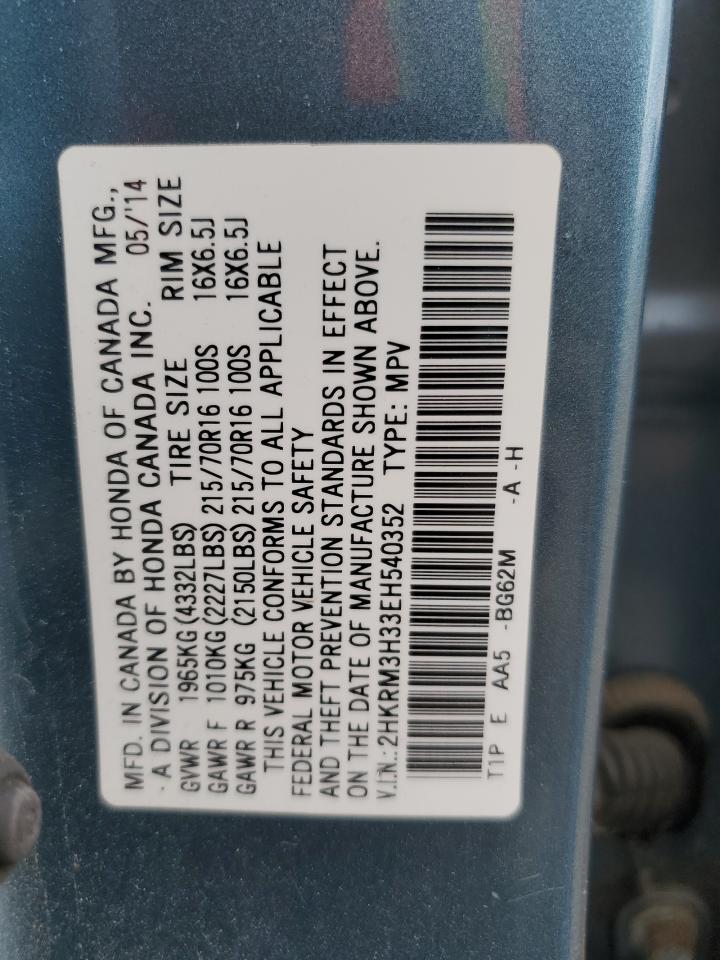 MFD. IN CANADA BY HONDA OF CANADA MFG.,
- A DIVISION OF HONDA CANADA INC. 05/'14
GVWR 1965KG(4332LBS) TIRE SIZE RIM SIZE
GAWR F 1010KG(2227LBS)215/70R16 100S 16X6.5J
GAWR R 975KG (2150LBS)215/70R16 100S 16X6.5J
THIS VEHICLE CONFORMS TO ALL APPLICABLE
FEDERAL MOTOR VEHICLE SAFETY
AND THEFT PREVENTION STANDARDS IN EFFECT
ON THE DATE OF MANUFACTURE SHOWN ABOVE.
V.I.N.:2HKRM3H33EH540352 TYPE: MPV
T1P E AA5 -BG62M -A -H